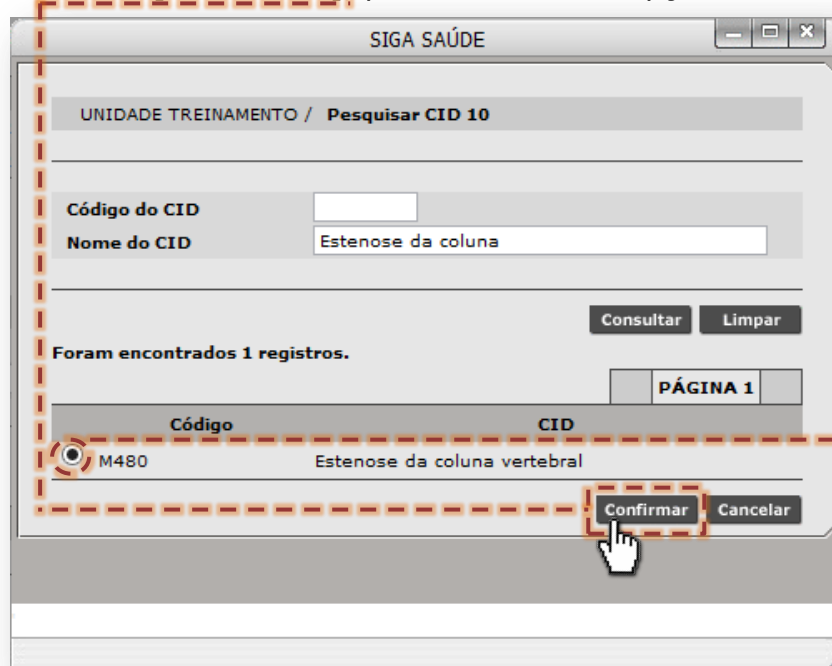 SIGA SAÚDE
UNIDADE TREINAMENTO / Pesquisar CID 10
Código do CID
Nome do CID Estenose da coluna
Consultar Limpar
Foram encontrados 1 registros.
PÁGINA 1
Código CID
M480 Estenose da coluna vertebral
Confirmar Cancelar